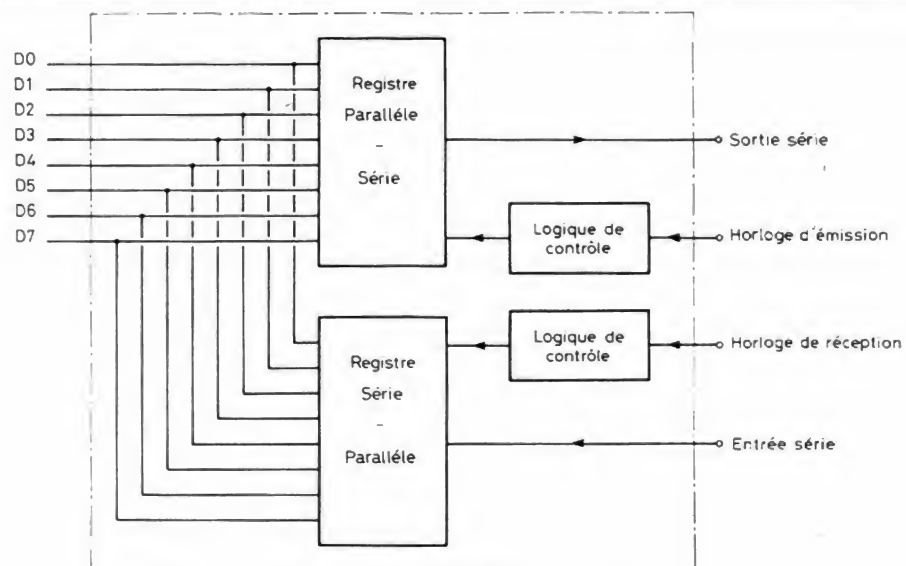 D0
D1
D2
D3
D4
D5
D6
D7
Registre
Paralléle
-
Série
Sortie série
Logique de
contrôle
Horloge d'émission
Registre
Série
-
Paralléle
Logique de
contrôle
Horloge de réception
Entrée série